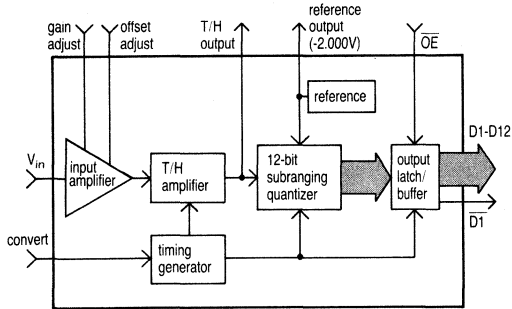 gain
adjust
offset
adjust
T/H
output
reference
output
(-2.000V)
OE
reference
D1-D12
Vin
input
amplifier
T/H
amplifier
12-bit
subranging
quantizer
output
latch/
buffer
D1
convert
timing
generator